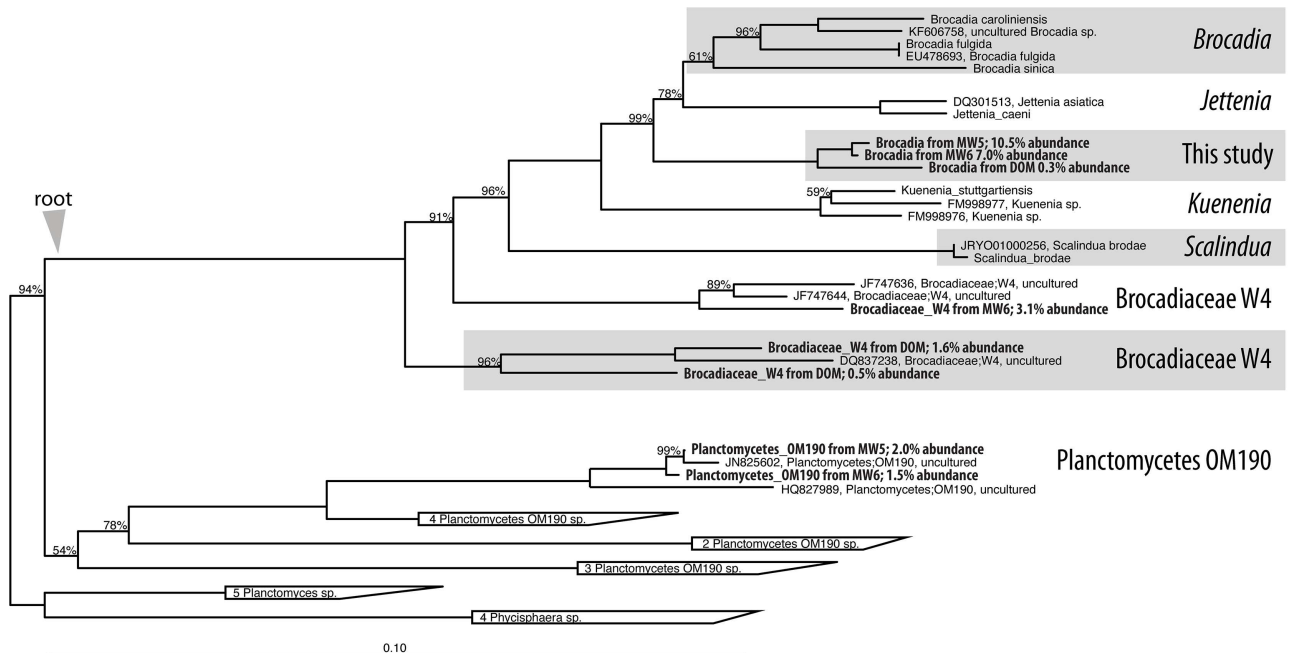 Brocadia caroliniensis
96%
KF606758, uncultured Brocadia sp.
Brocadia
Brocadia fulgida
61%
EU478693, Brocadia fulgida
Brocadia sinica
78%
DQ301513, Jettenia asiatica
Jettenia
Jettenia_caeni
99%
Brocadia from MW5; 10.5% abundance
Brocadia from MW6 7.0% abundance
This study
Brocadia from DOM 0.3% abundance
root
96%
59%
Kuenenia_stuttgartiensis
FM998977, Kuenenia sp.
Kuenenia
FM998976, Kuenenia sp.
91%
JRYO01000256, Scalindua brodae
Scalindua
Scalindua_brodae
94%
89%
JF747636, Brocadiaceae;W4, uncultured
JF747644, Brocadiaceae;W4, uncultured
Brocadiaceae W4
Brocadiaceae_W4 from MW6; 3.1% abundance
96%
Brocadiaceae_W4 from DOM; 1.6% abundance
DQ837238, Brocadiaceae;W4, uncultured
Brocadiaceae W4
Brocadiaceae_W4 from DOM; 0.5% abundance
99%
Planctomycetes_OM190 from MW5; 2.0% abundance
JN825602, Planctomycetes;OM190, uncultured
Planctomycetes OM190
Planctomycetes_OM190 from MW6; 1.5% abundance
HQ827989, Planctomycetes;OM190, uncultured
78%
4 Planctomycetes OM190 sp.
54%
2 Planctomycetes OM190 sp.
3 Planctomycetes OM190 sp.
5 Planctomyces sp.
4 Phycisphaera sp.
0.10